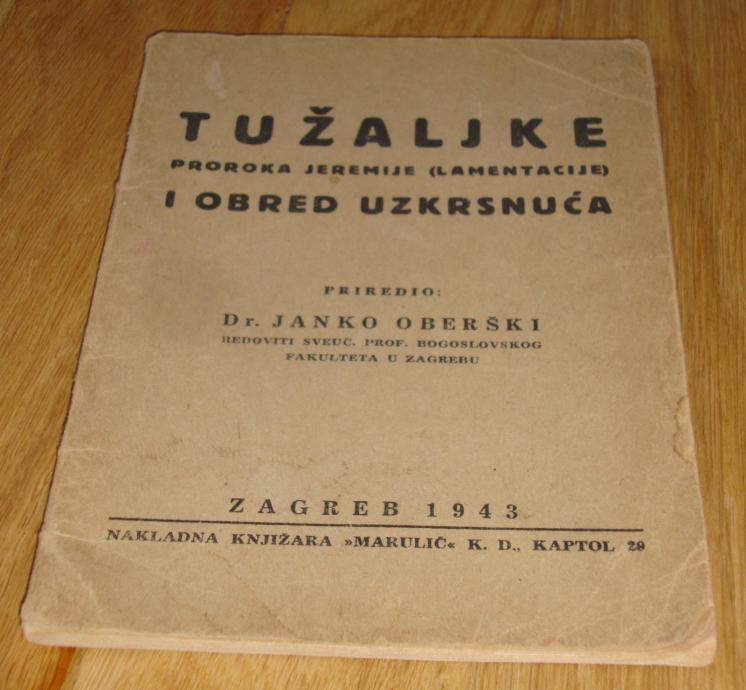 TUŽALJKE
PROROKA JEREMIJE (LAMENTACIJE)
I OBRED UZKRSNUĆA
PRIREDIO:
Dr. JANKO OBERŠKI
REDOVITI SVEUČ. PROF. BOGOSLOVSKOG
FAKULTETA U ZAGREBU
ZAGREB 1943
NAKLADNA KNJIŽARA »MARULIĆ« K. D., KAPTOL 29